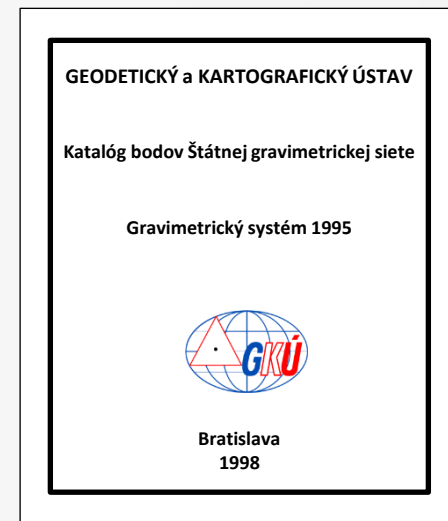 GEODETICKÝ a KARTOGRAFICKÝ ÚSTAV
Katalóg bodov Štátnej gravimetrickej siete
Gravimetrický systém 1995
GKÚ
Bratislava
1998